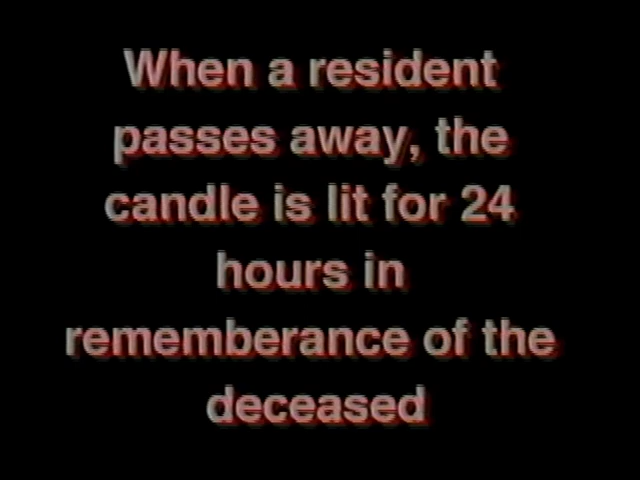 When a resident
passes away, the
candle is lit for 24
hours in
rememberance of the
deceased